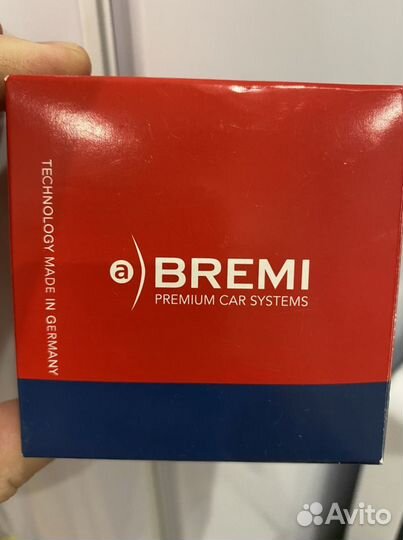 TECHNOLOGY MADE IN GERMANY
a) BREMI
PREMIUM CAR SYSTEMS
Avito